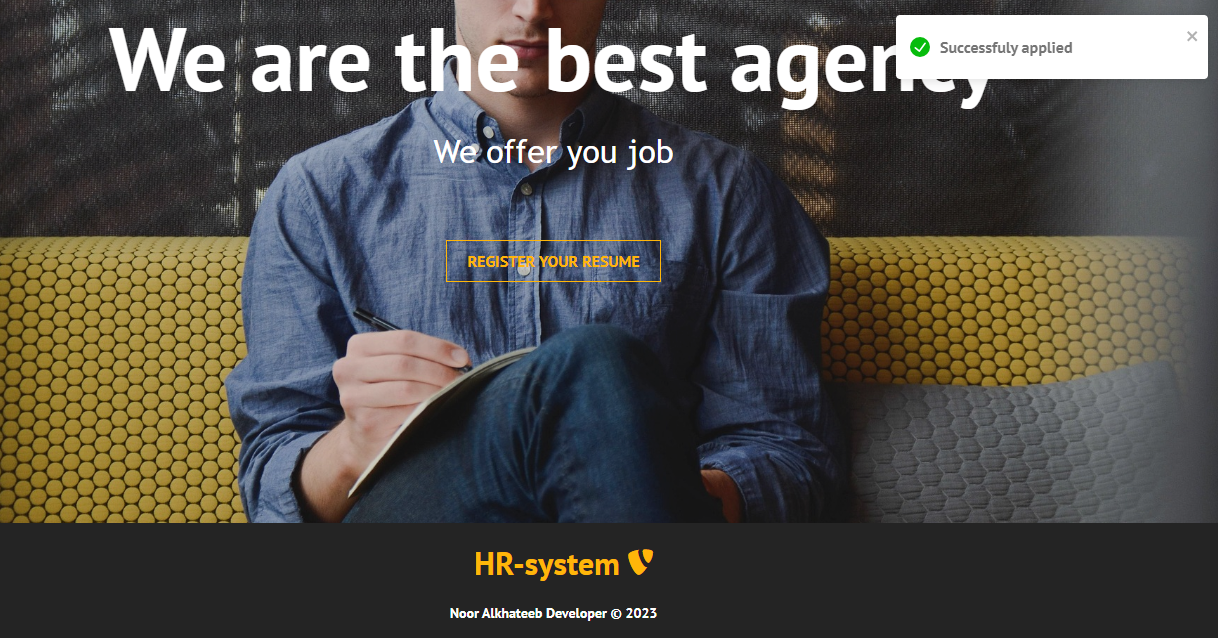 We are the best agency
Successfuly applied
We offer you job
REGISTER YOUR RESUME
HR-system
Noor Alkhateeb Developer © 2023